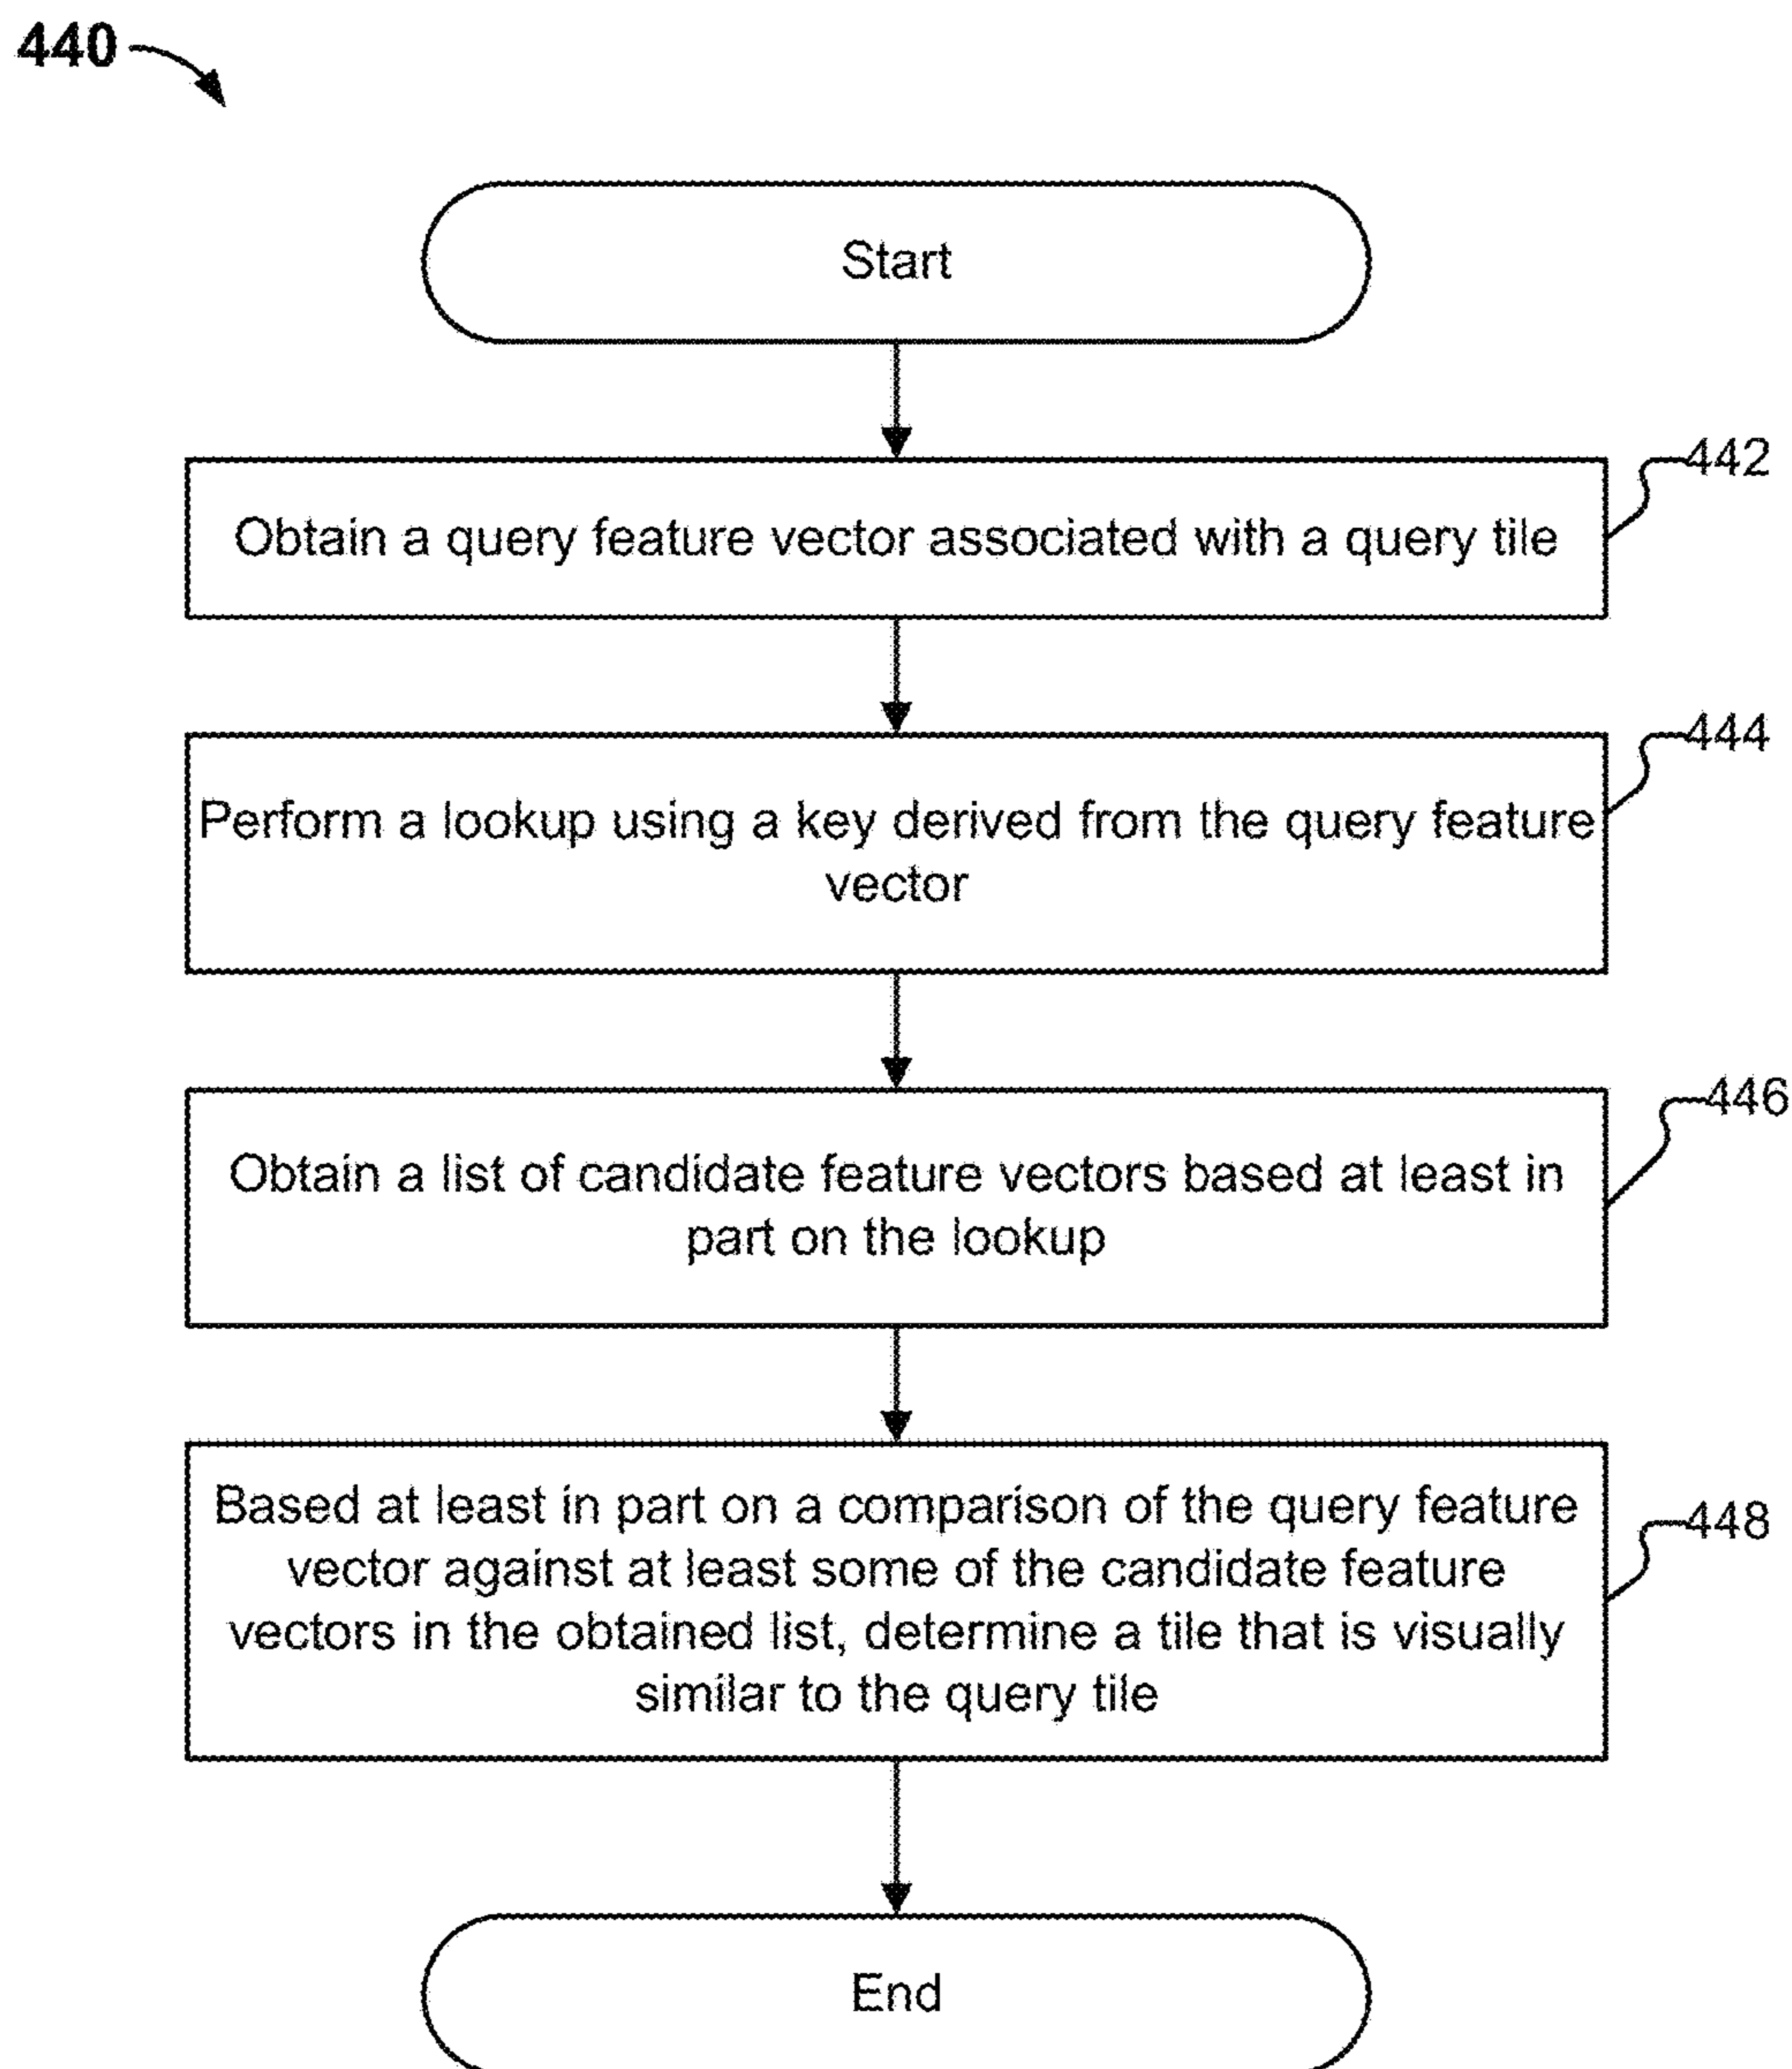 440
Start
442
Obtain a query feature vector associated with a query tile
444
Perform a lookup using a key derived from the query feature
vector
446
Obtain a list of candidate feature vectors based at least in
part on the lookup
Based at least in part on a comparison of the query feature
448
vector against at least some of the candidate feature
vectors in the obtained list, determine a tile that is visually
similar to the query tile
End